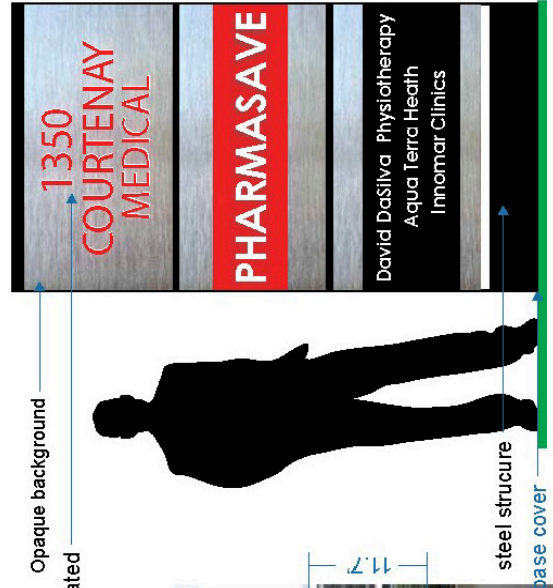 1350
COURTENAY
MEDICAL
PHARMASAVE
David DaSilva Physiotherapy
Aqua Terra Heath
Innomar Clinics
Opaque background
ated
steel strucure
base cover
11.7'